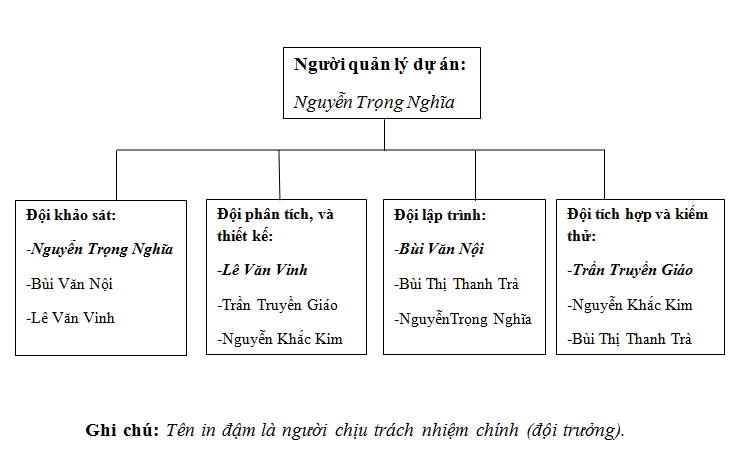 Người quản lý dự án:
Nguyễn Trọng Nghĩa
Đội khảo sát:
-Nguyễn Trọng Nghĩa
-Bùi Văn Nội
-Lê Văn Vinh
Đội phân tích, và
thiết kế:
-Lê Văn Vinh
-Trần Truyền Giáo
-Nguyễn Khắc Kim
Đội lập trình:
-Bùi Văn Nội
-Bùi Thị Thanh Trà
-NguyễnTrọng Nghĩa
Đội tích hợp và kiếm
thử:
-Trần Truyền Giáo
-Nguyễn Khắc Kim
-Bùi Thị Thanh Trà
Ghi chú: Tên in đậm là người chịu trách nhiệm chính (đội trưởng).